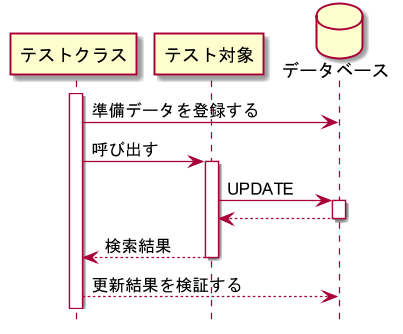 テストクラス
テスト対象
データベース
準備データを登録する
呼び出す
UPDATE
検索結果
更新結果を検証する